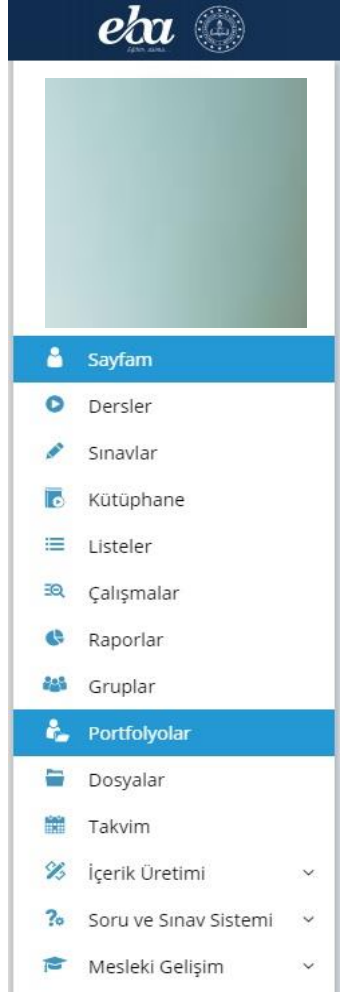 eba
Sayfam
Dersler
Sınavlar
Kütüphane
Listeler
Çalışmalar
Raporlar
Gruplar
Portfolyolar
Dosyalar
Takvim
İçerik Üretimi
Soru ve Sınav Sistemi
Mesleki Gelişim